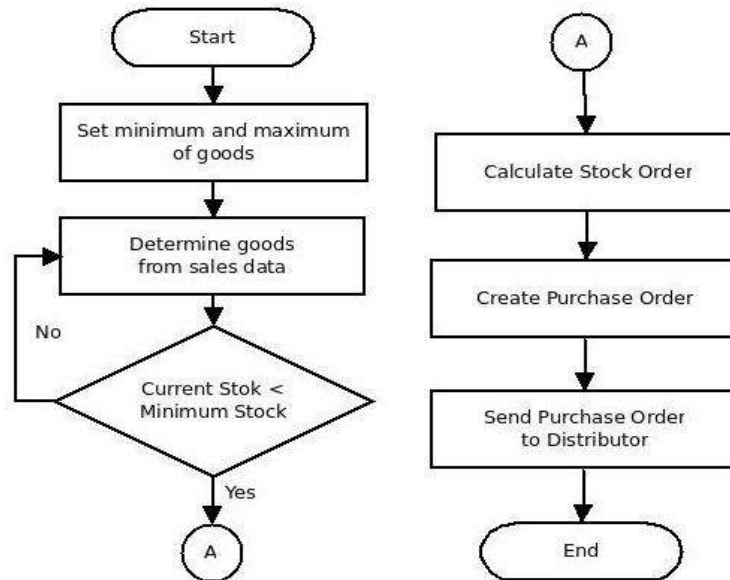 Start
Set minimum and maximum
of goods
Determine goods
from sales data
No
Current Stok <
Minimum Stock
Yes
A
A
Calculate Stock Order
Create Purchase Order
Send Purchase Order
to Distributor
End